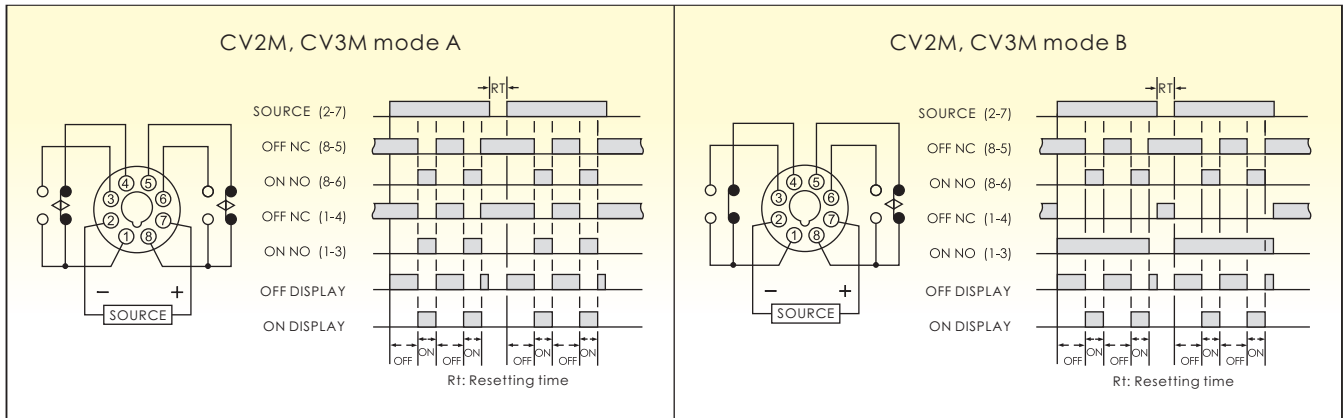 CV2M, CV3M mode A
RT
SOURCE (2-7)
OFF NC (8-5)
ON NO (8-6)
OFF NC (1-4)
ON NO (1-3)
OFF DISPLAY
ON DISPLAY
4 5
3 6
2 7
1 8
− +
SOURCE
OFF ON OFF ON OFF ON OFF ON
Rt: Resetting time
CV2M, CV3M mode B
RT
SOURCE (2-7)
OFF NC (8-5)
ON NO (8-6)
OFF NC (1-4)
ON NO (1-3)
OFF DISPLAY
ON DISPLAY
4 5
3 6
2 7
1 8
− +
SOURCE
OFF ON OFF ON OFF ON OFF ON
Rt: Resetting time